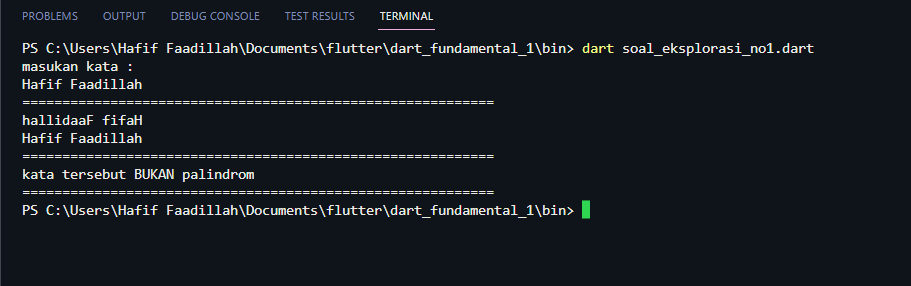 PROBLEMS OUTPUT DEBUG CONSOLE TEST RESULTS TERMINAL
PS C:\Users\Hafif Faadillah\Documents\flutter\dart_fundamental_1\bin> dart soal_eksplorasi_no1.dart
masukan kata :
Hafif Faadillah
===========================================================
hallidaaF fifaH
Hafif Faadillah
===========================================================
kata tersebut BUKAN palindrom
===========================================================
PS C:\Users\Hafif Faadillah\Documents\flutter\dart_fundamental_1\bin>